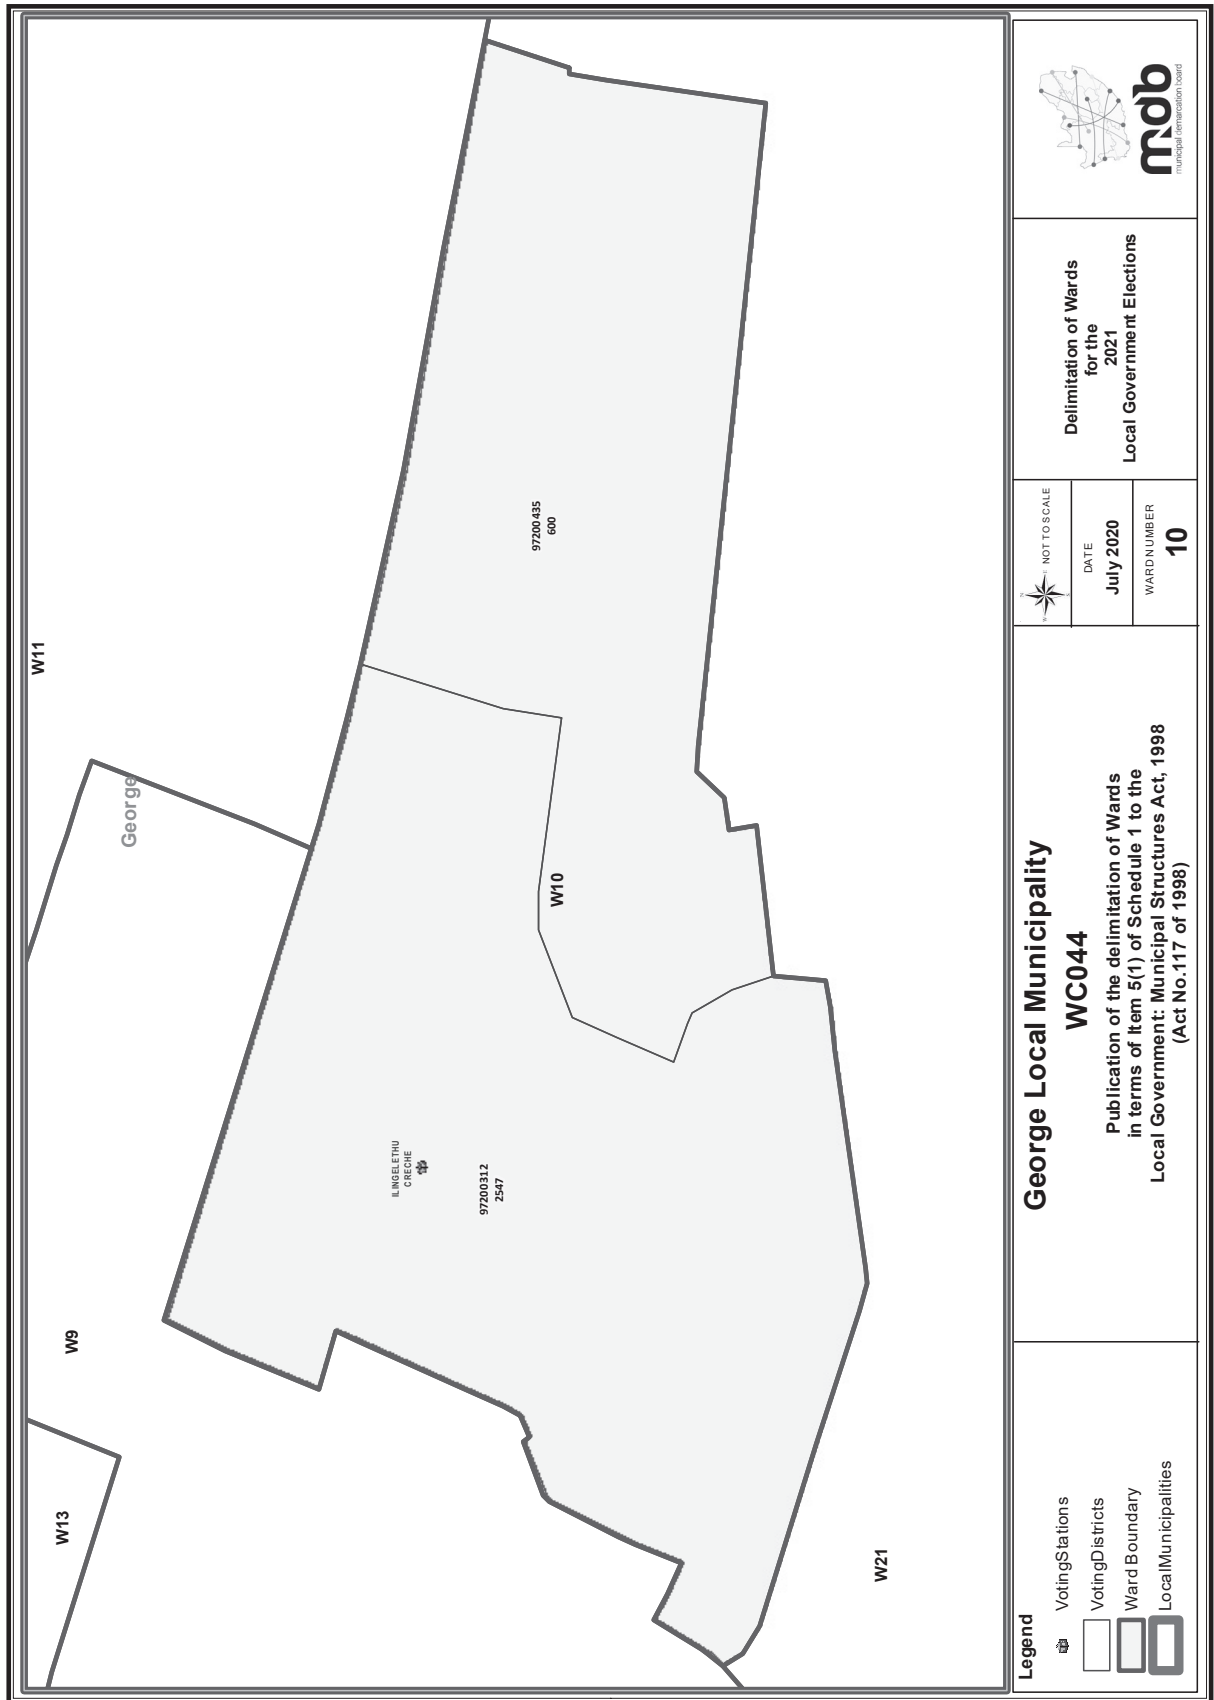 W11
George
W9
W13
W10
W21
97200435
600
ILINGELETHU
CRECHE
97200312
2547
Legend
VotingStations
VotingDistricts
Ward Boundary
LocalMunicipalities
George Local Municipality
WC044
Publication of the delimitation of Wards
in terms of Item 5(1) of Schedule 1 to the
Local Government: Municipal Structures Act, 1998
(Act No.117 of 1998)
N
W
E
S
NOT TO SCALE
DATE
July 2020
WARD NUMBER
10
Delimitation of Wards
for the
2021
Local Government Elections
mdb
municipal demarcation board